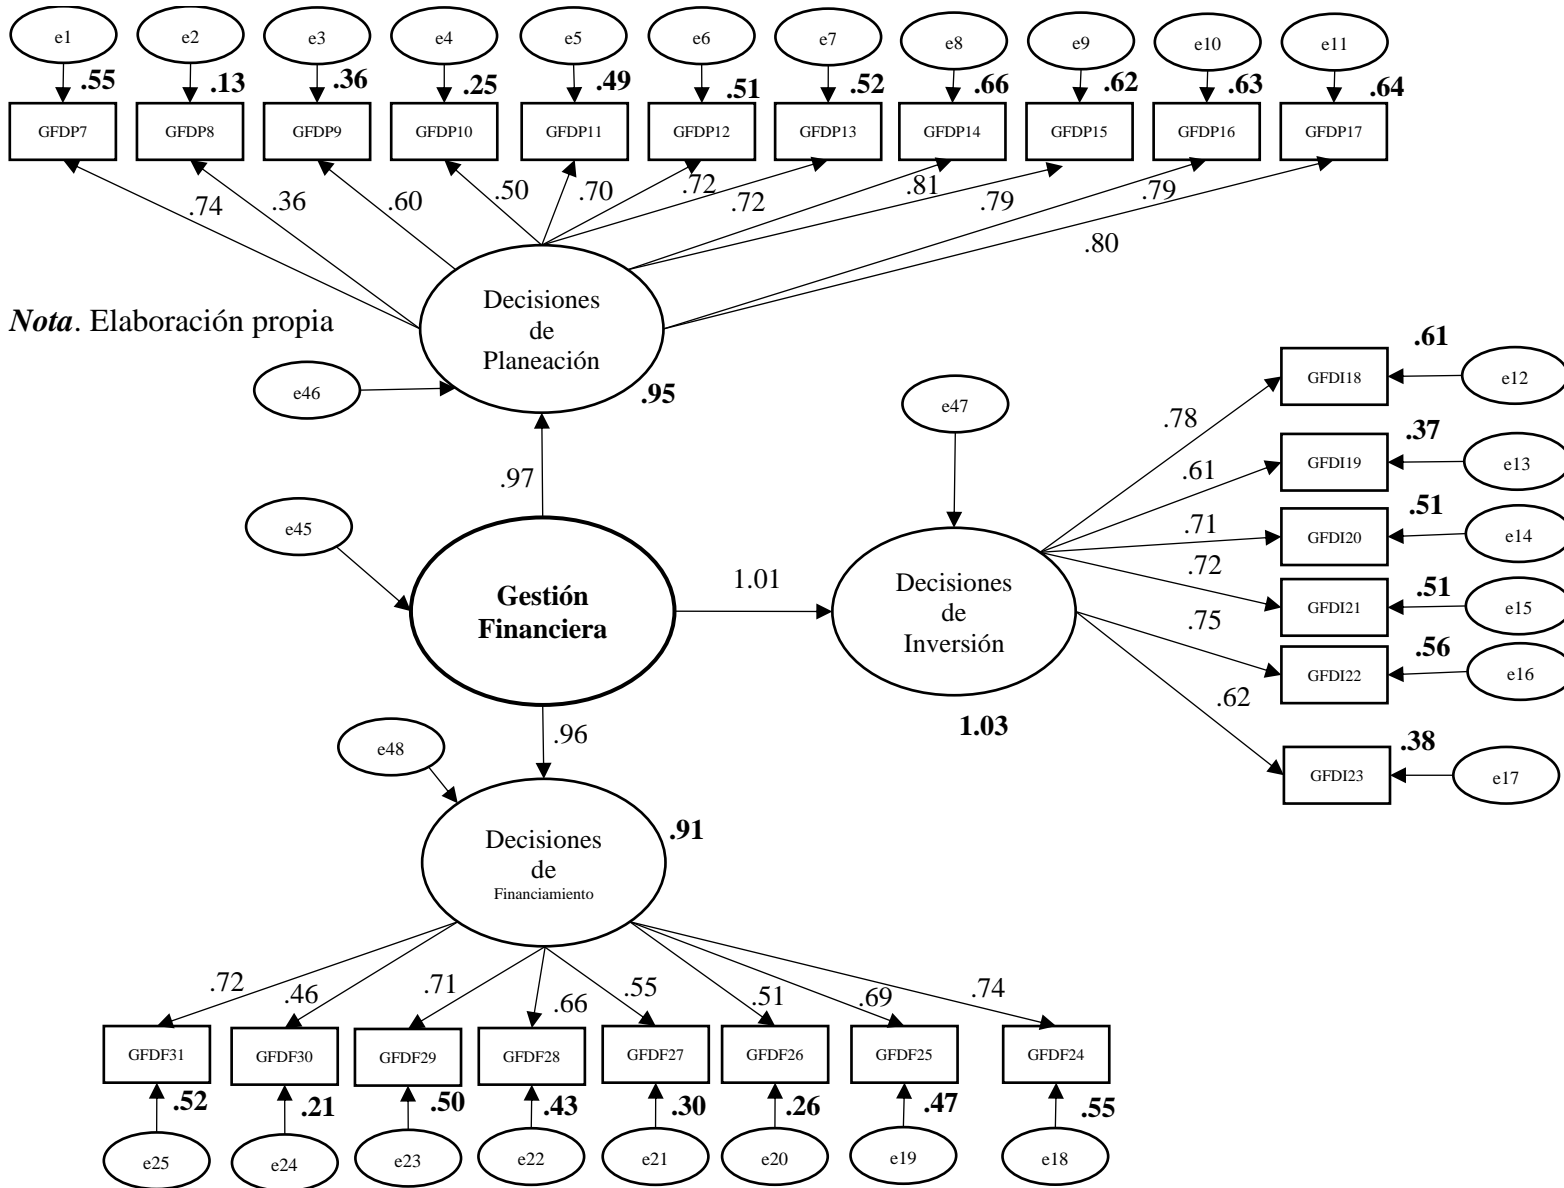 e1 e2 e3 e4 e5 e6 e7 e8 e9 e10 e11
.55 .13 .36 .25 .49 .51 .52 .66 .62 .63 .64
GFDP7 GFDP8 GFDP9 GFDP10 GFDP11 GFDP12 GFDP13 GFDP14 GFDP15 GFDP16 GFDP17
.74 .36 .60 .50 .70 .72 .72 .81 .79 .79 .80
Decisiones
de
Planeación
Nota. Elaboración propia
e46
.95
.97
e45
Gestión
Financiera
1.01
e47
Decisiones
de
Inversión
1.03
.78
.61
.71
.72
.75
.62
.61
GFDI18 e12
.37
GFDI19 e13
.51
GFDI20 e14
.51
GFDI21 e15
.56
GFDI22 e16
.38
GFDI23 e17
.96
e48
Decisiones
de
Financiamiento
.91
.72 .46 .71 .66 .55 .51 .69 .74
GFDF31 GFDF30 GFDF29 GFDF28 GFDF27 GFDF26 GFDF25 GFDF24
.52 .21 .50 .43 .30 .26 .47 .55
e25 e24 e23 e22 e21 e20 e19 e18